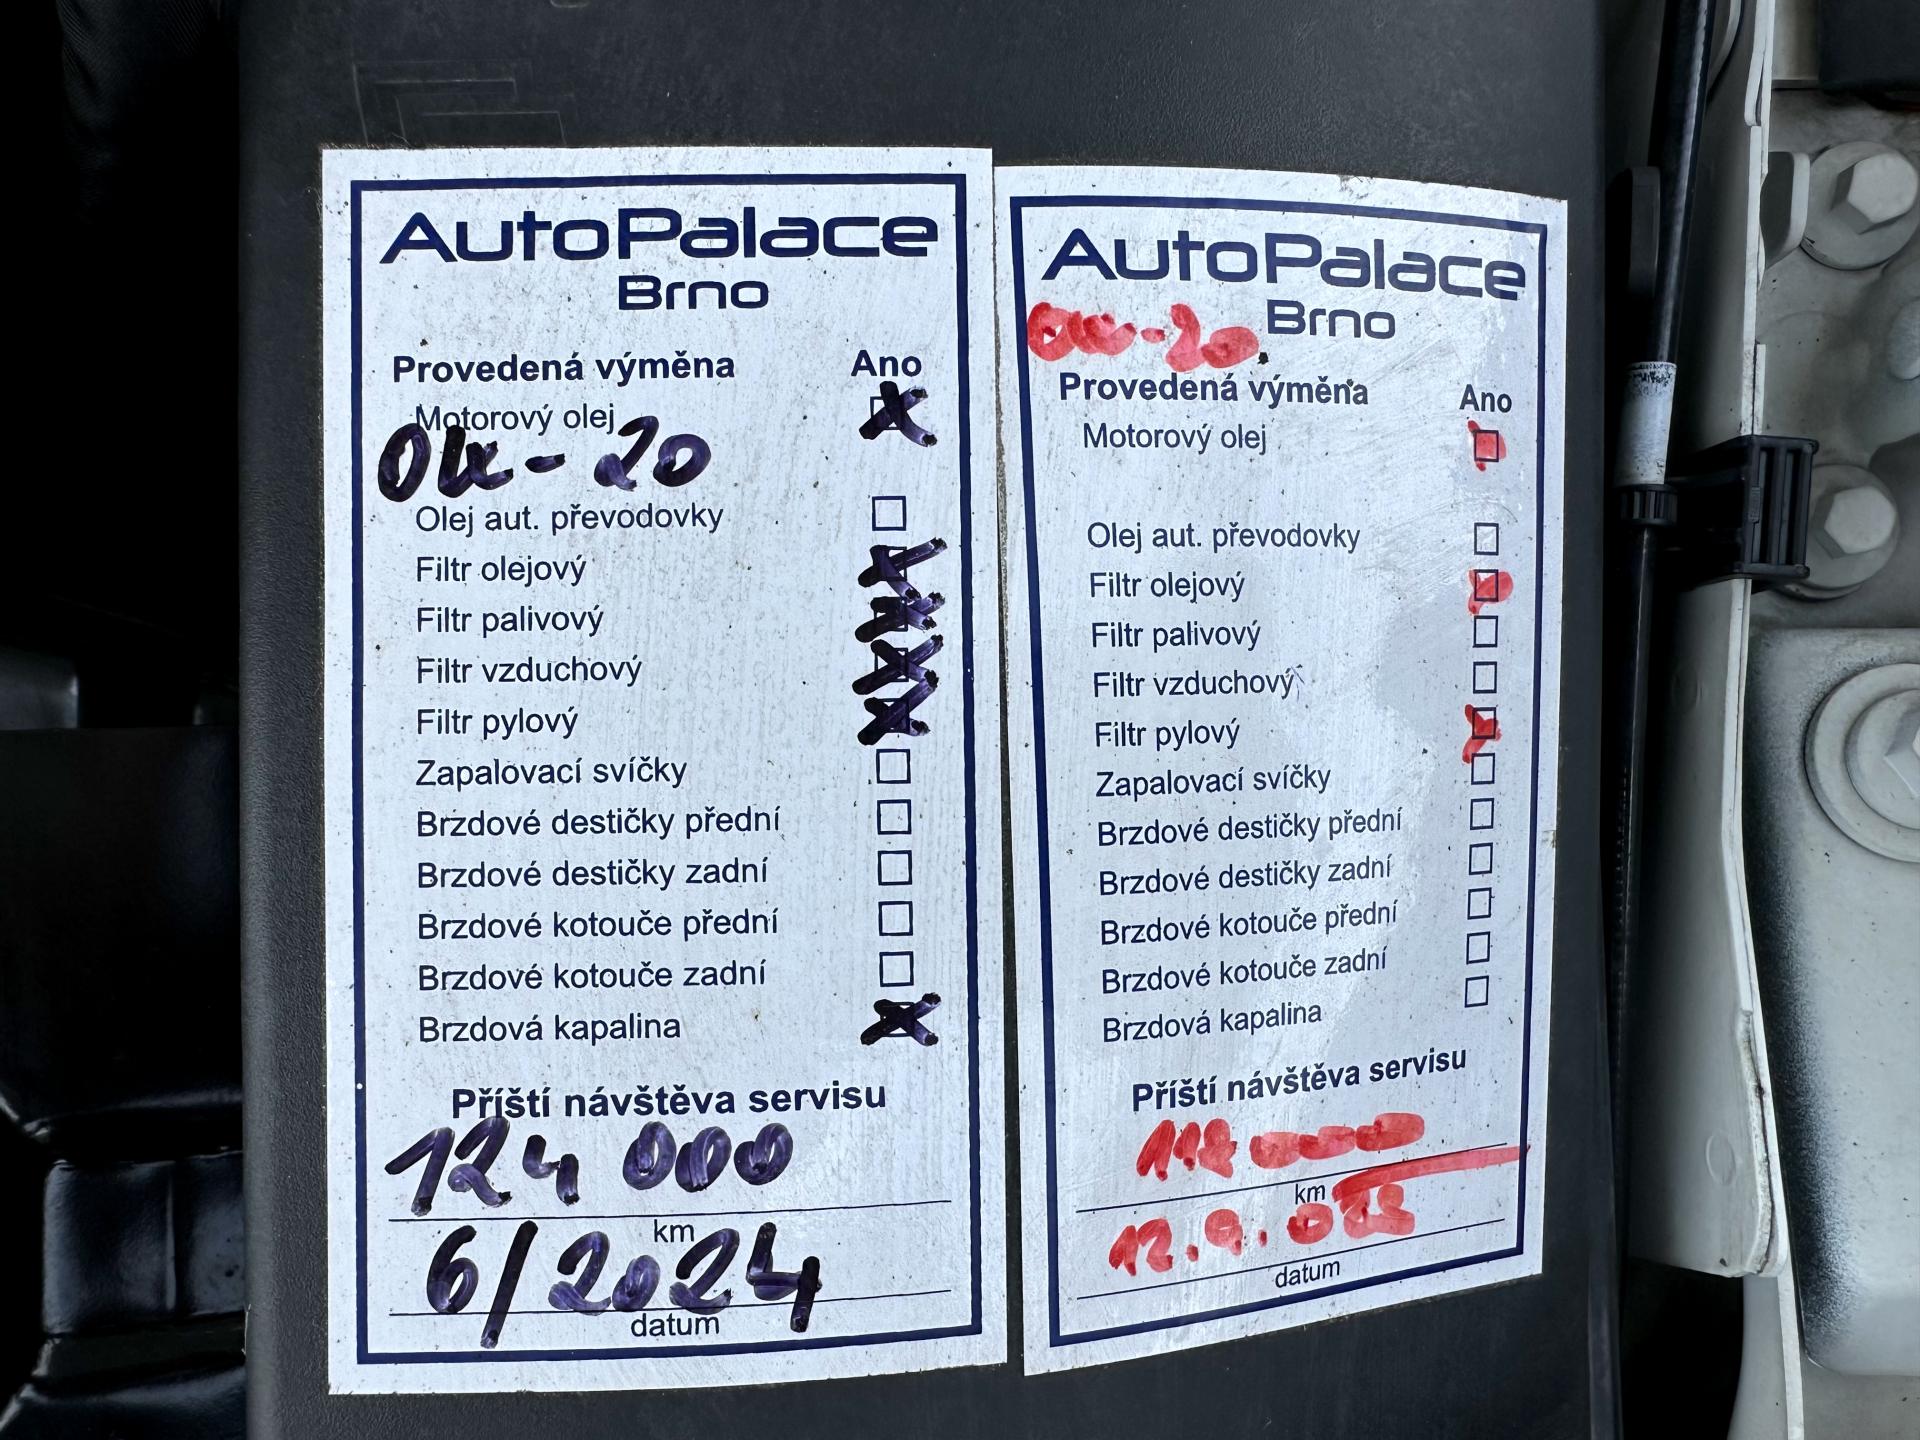 AutoPalace
Brno
Provedená výměna Ano
Motorový olej
0W-20
Olej aut. převodovky
Filtr olejový
Filtr palivový
Filtr vzduchový
Filtr pylový
Zapalovací svíčky
Brzdové destičky přední
Brzdové destičky zadní
Brzdové kotouče přední
Brzdové kotouče zadní
Brzdová kapalina
Příští návštěva servisu
124 000
km
6/2024
datum
AutoPalace
Brno
0W-20
Provedená výměna Ano
Motorový olej
Olej aut. převodovky
Filtr olejový
Filtr palivový
Filtr vzduchový
Filtr pylový
Zapalovací svíčky
Brzdové destičky přední
Brzdové destičky zadní
Brzdové kotouče přední
Brzdové kotouče zadní
Brzdová kapalina
Příští návštěva servisu
km
datum